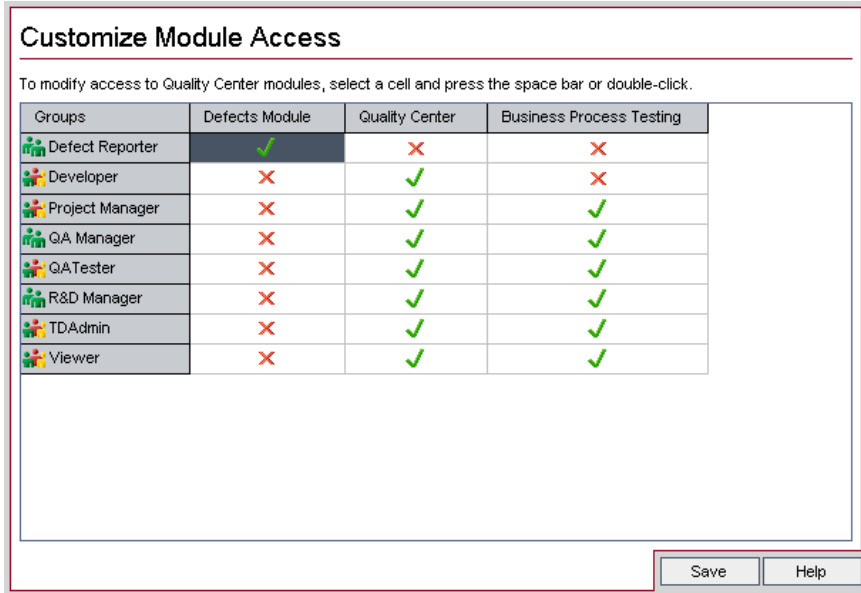 Customize Module Access
To modify access to Quality Center modules, select a cell and press the space bar or double-click.
Groups Defects Module Quality Center Business Process Testing
Defect Reporter
Developer
Project Manager
QA Manager
QATester
R&D Manager
TDAdmin
Viewer
Save Help